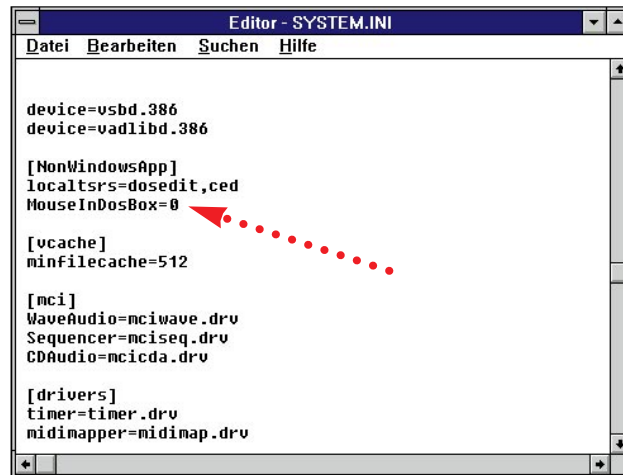 Editor - SYSTEM.INI
Datei Bearbeiten Suchen Hilfe
device=vsbd.386
device=vadlibd.386
[NonWindowsApp]
localtsrs=dosedit,ced
MouseInDosBox=0
[vcache]
minfilecache=512
[mci]
WaveAudio=mciwave.drv
Sequencer=mciseq.drv
CDAudio=mcicda.drv
[drivers]
timer=timer.drv
midimapper=midimap.drv